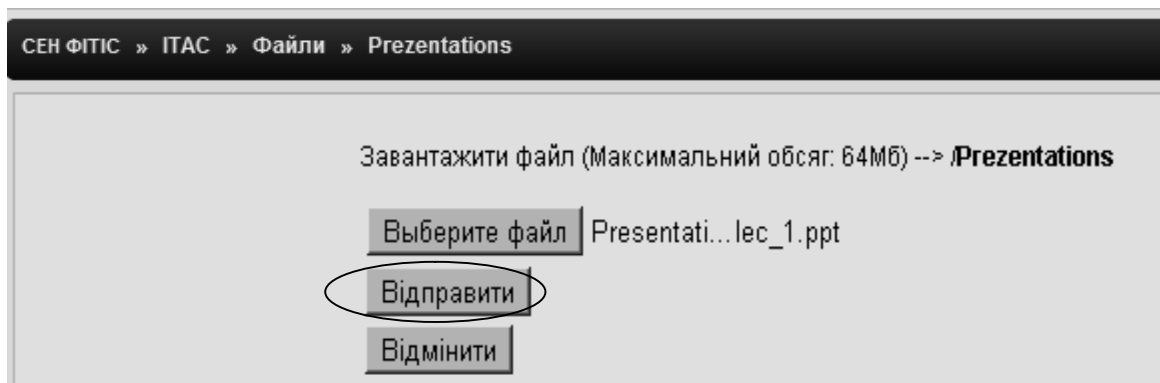 СЕН ФІТІС » ІТАС » Файли » Prezentations
Завантажити файл (Максимальний обсяг: 64Мб) --> /Prezentations
Выберите файл Presentati...lec_1.ppt
Відправити
Відмінити